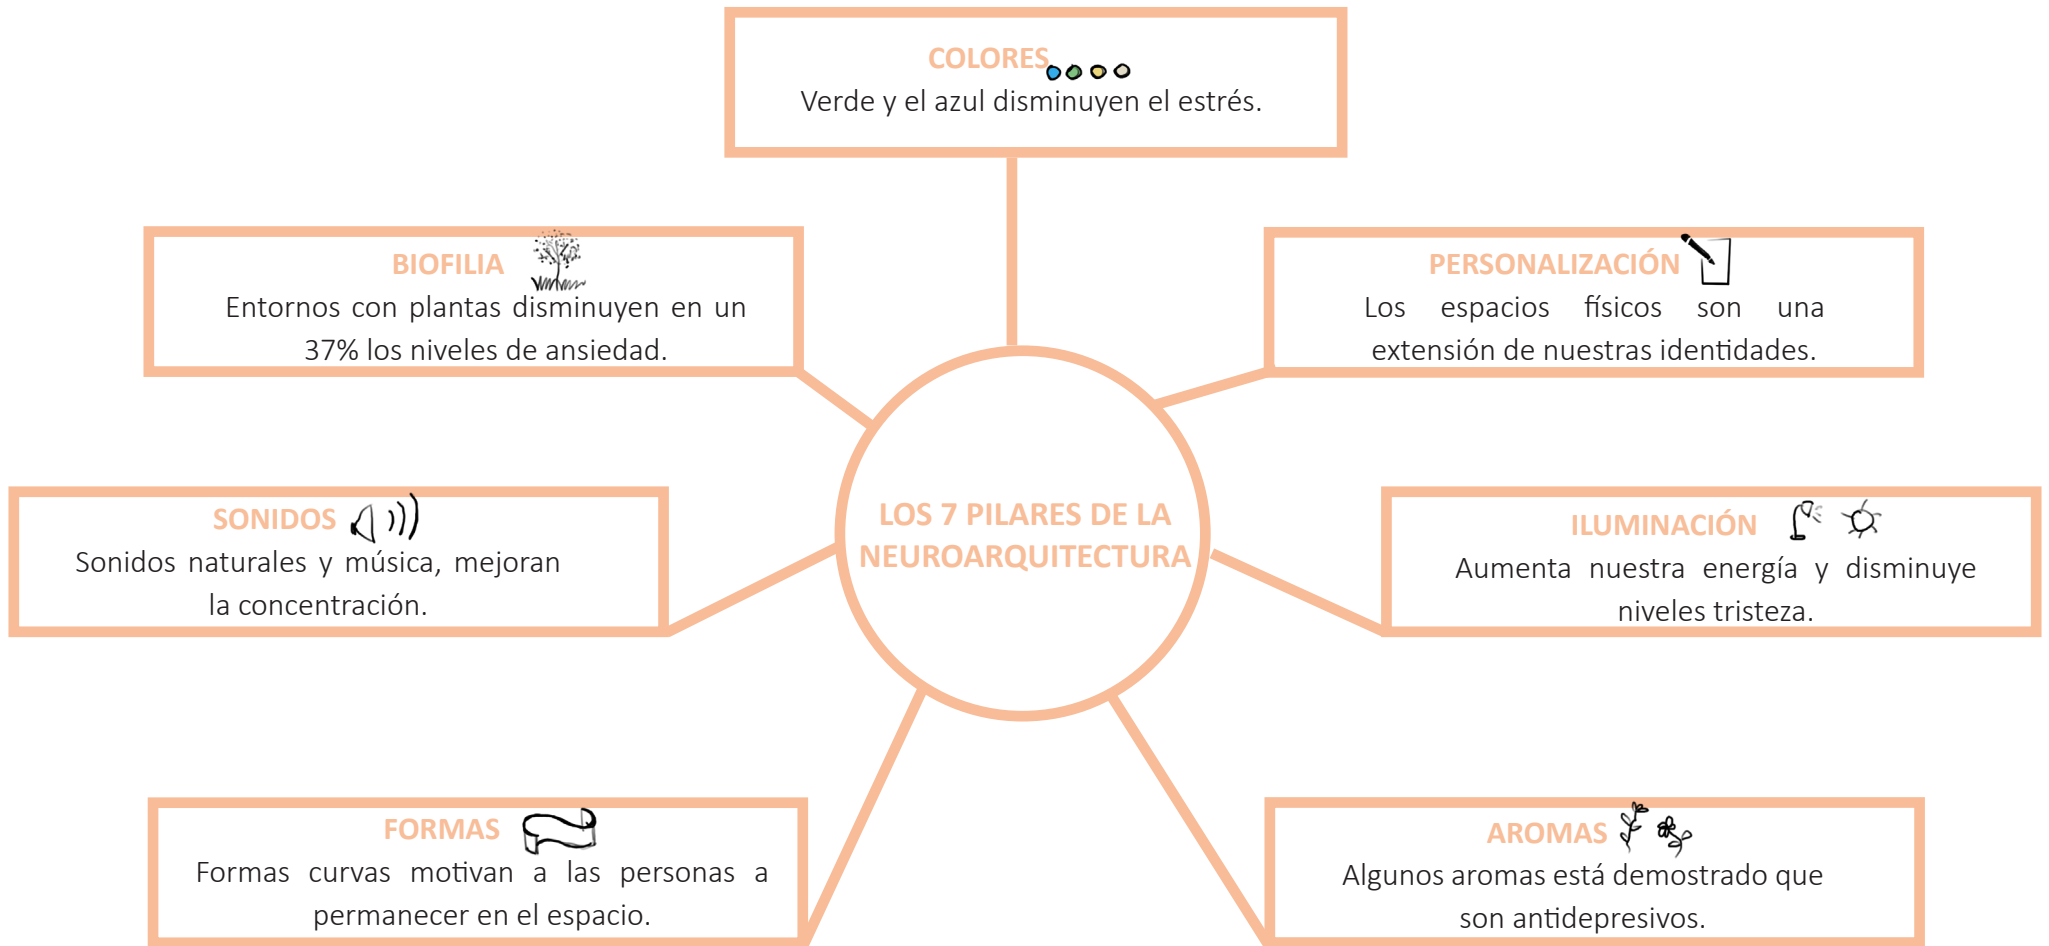 COLORES
Verde y el azul disminuyen el estrés.
BIOFILIA
Entornos con plantas disminuyen en un
37% los niveles de ansiedad.
PERSONALIZACIÓN
Los espacios físicos son una
extensión de nuestras identidades.
SONIDOS
Sonidos naturales y música, mejoran
la concentración.
LOS 7 PILARES DE LA
NEUROARQUITECTURA
ILUMINACIÓN
Aumenta nuestra energía y disminuye
niveles tristeza.
FORMAS
Formas curvas motivan a las personas a
permanecer en el espacio.
AROMAS
Algunos aromas está demostrado que
son antidepresivos.